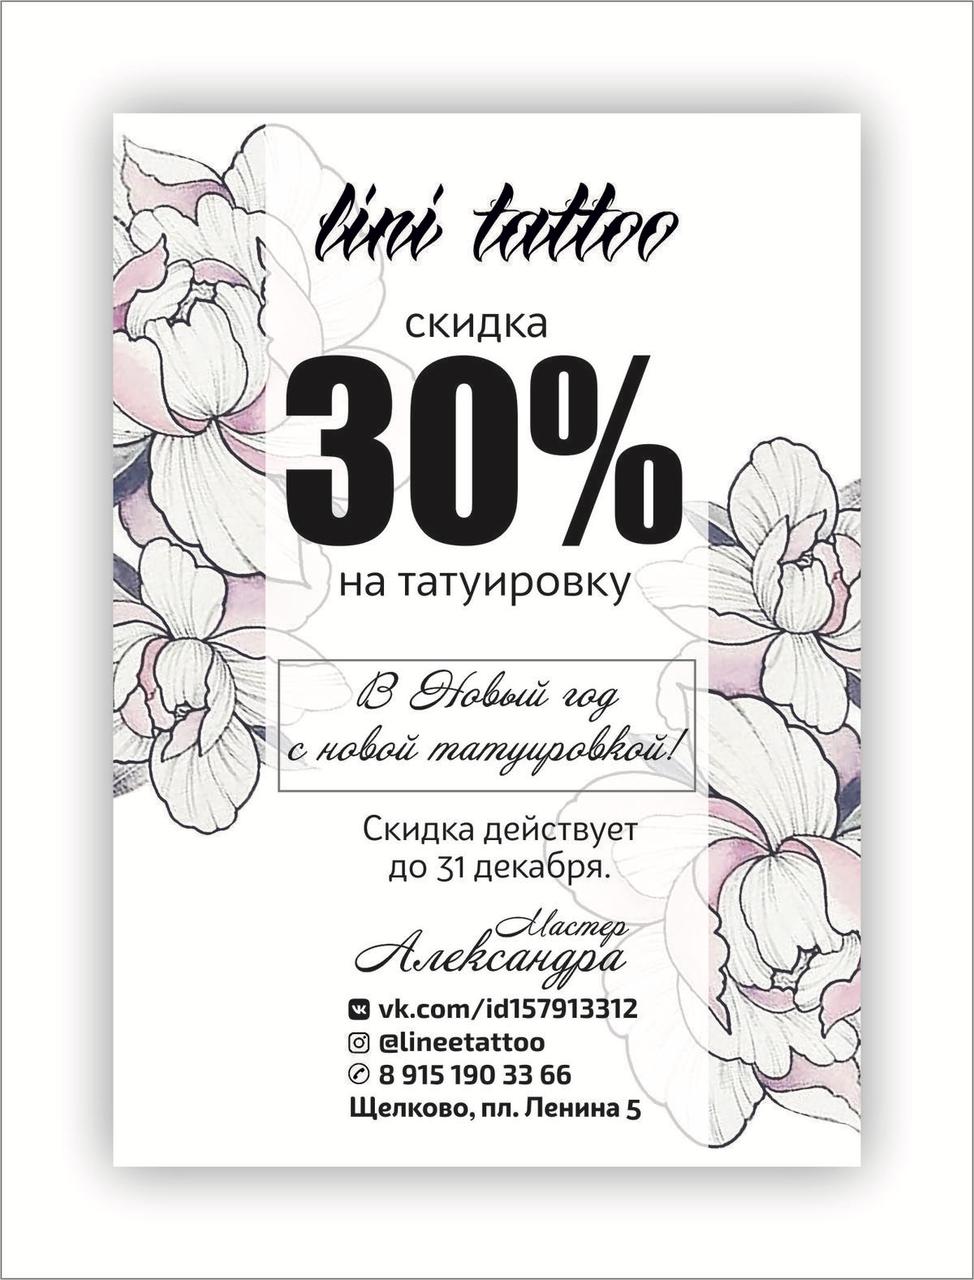 lini tattoo
скидка
30%
на татуировку
В Новый год
с новой татуировкой!
Скидка действует
до 31 декабря.
Мастер
Александра
vk.com/id157913312
@lineetattoo
8 915 190 33 66
Щелково, пл. Ленина 5